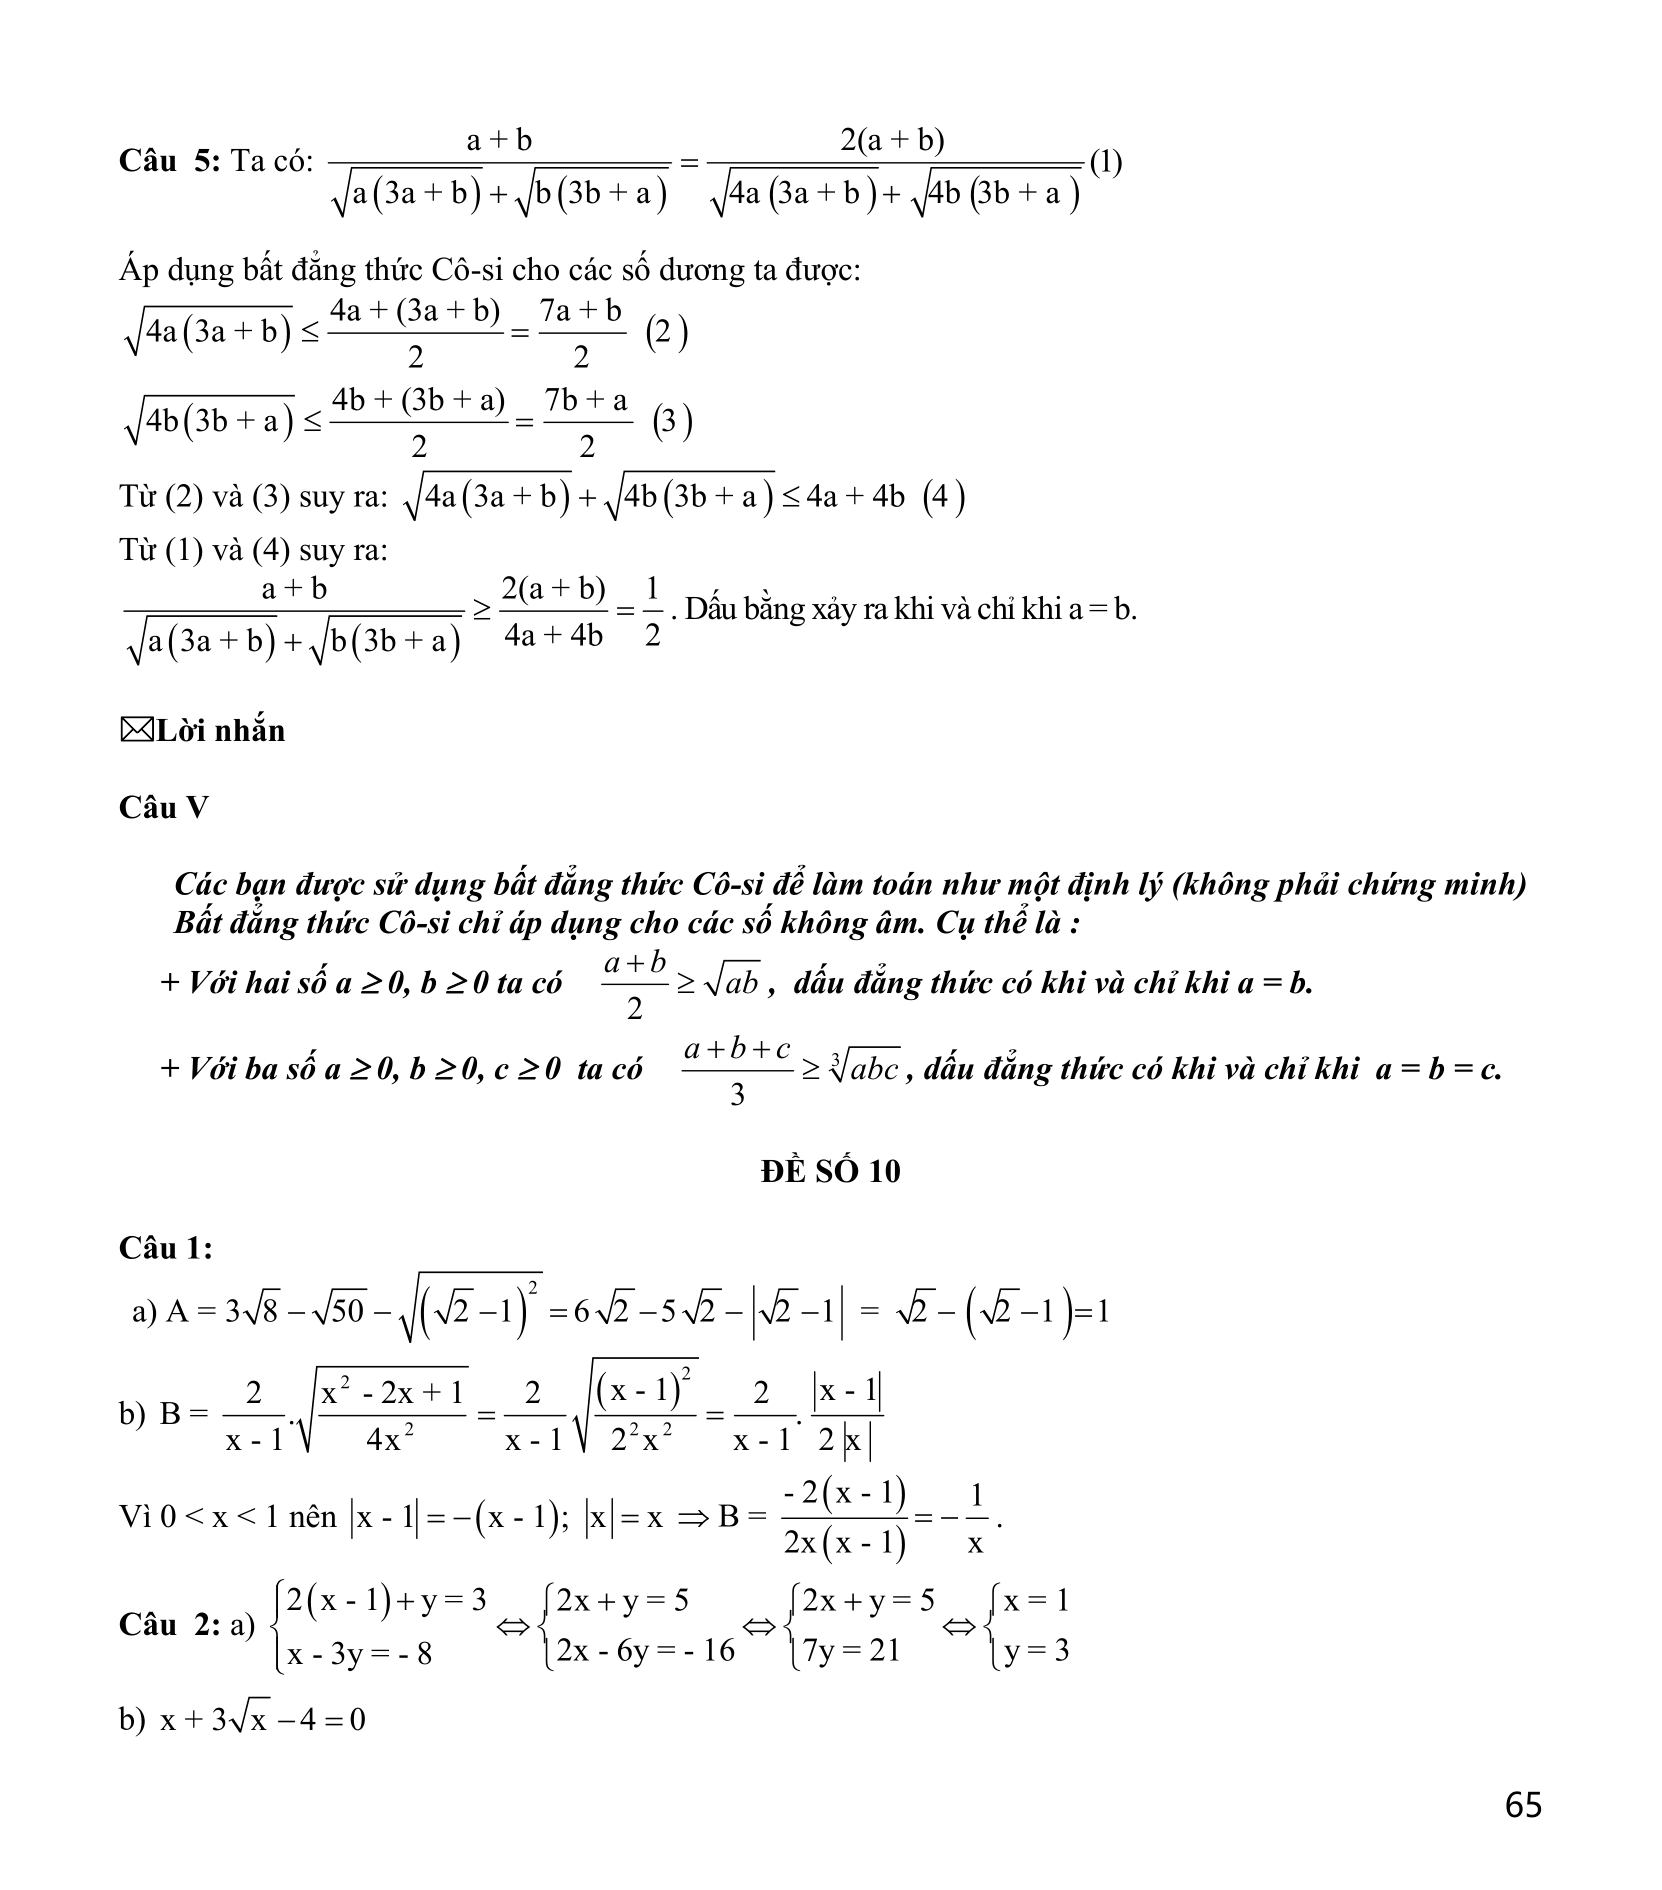 Câu 5: Ta có: $\frac{a + b}{\sqrt{a(3a + b)} + \sqrt{b(3b + a)}} = \frac{2(a + b)}{\sqrt{4a(3a + b)} + \sqrt{4b(3b + a)}}$ (1)
Áp dụng bất đẳng thức Cô-si cho các số dương ta được:
$\sqrt{4a(3a + b)} \le \frac{4a + (3a + b)}{2} = \frac{7a + b}{2}$ (2)
$\sqrt{4b(3b + a)} \le \frac{4b + (3b + a)}{2} = \frac{7b + a}{2}$ (3)
Từ (2) và (3) suy ra: $\sqrt{4a(3a + b)} + \sqrt{4b(3b + a)} \le 4a + 4b$ (4)
Từ (1) và (4) suy ra:
$\frac{a + b}{\sqrt{a(3a + b)} + \sqrt{b(3b + a)}} \ge \frac{2(a + b)}{4a + 4b} = \frac{1}{2}$. Dấu bằng xảy ra khi và chỉ khi a = b.
Lời nhắn
Câu V
Các bạn được sử dụng bất đẳng thức Cô-si để làm toán như một định lý (không phải chứng minh)
Bất đẳng thức Cô-si chỉ áp dụng cho các số không âm. Cụ thể là :
+ Với hai số a ≥ 0, b ≥ 0 ta có $\frac{a+b}{2} \ge \sqrt{ab}$, dấu đẳng thức có khi và chỉ khi a = b.
+ Với ba số a ≥ 0, b ≥ 0, c ≥ 0 ta có $\frac{a+b+c}{3} \ge \sqrt[3]{abc}$, dấu đẳng thức có khi và chỉ khi a = b = c.
ĐỀ SỐ 10
Câu 1:
a) A = $3\sqrt{8} - \sqrt{50} - \sqrt{(\sqrt{2} - 1)^2} = 6\sqrt{2} - 5\sqrt{2} - |\sqrt{2} - 1| = \sqrt{2} - (\sqrt{2} - 1) = 1$
b) B = $\frac{2}{x - 1}.\sqrt{\frac{x^2 - 2x + 1}{4x^2}} = \frac{2}{x - 1}\sqrt{\frac{(x - 1)^2}{2^2x^2}} = \frac{2}{x - 1}.\frac{|x - 1|}{2|x|}$
Vì 0 < x < 1 nên $|x - 1| = -(x - 1); |x| = x \Rightarrow B = \frac{-2(x - 1)}{2x(x - 1)} = -\frac{1}{x}$.
Câu 2: a) $\begin{cases} 2(x - 1) + y = 3 \\ x - 3y = -8 \end{cases} \Leftrightarrow \begin{cases} 2x + y = 5 \\ 2x - 6y = -16 \end{cases} \Leftrightarrow \begin{cases} 2x + y = 5 \\ 7y = 21 \end{cases} \Leftrightarrow \begin{cases} x = 1 \\ y = 3 \end{cases}$
b) $x + 3\sqrt{x} - 4 = 0$
65